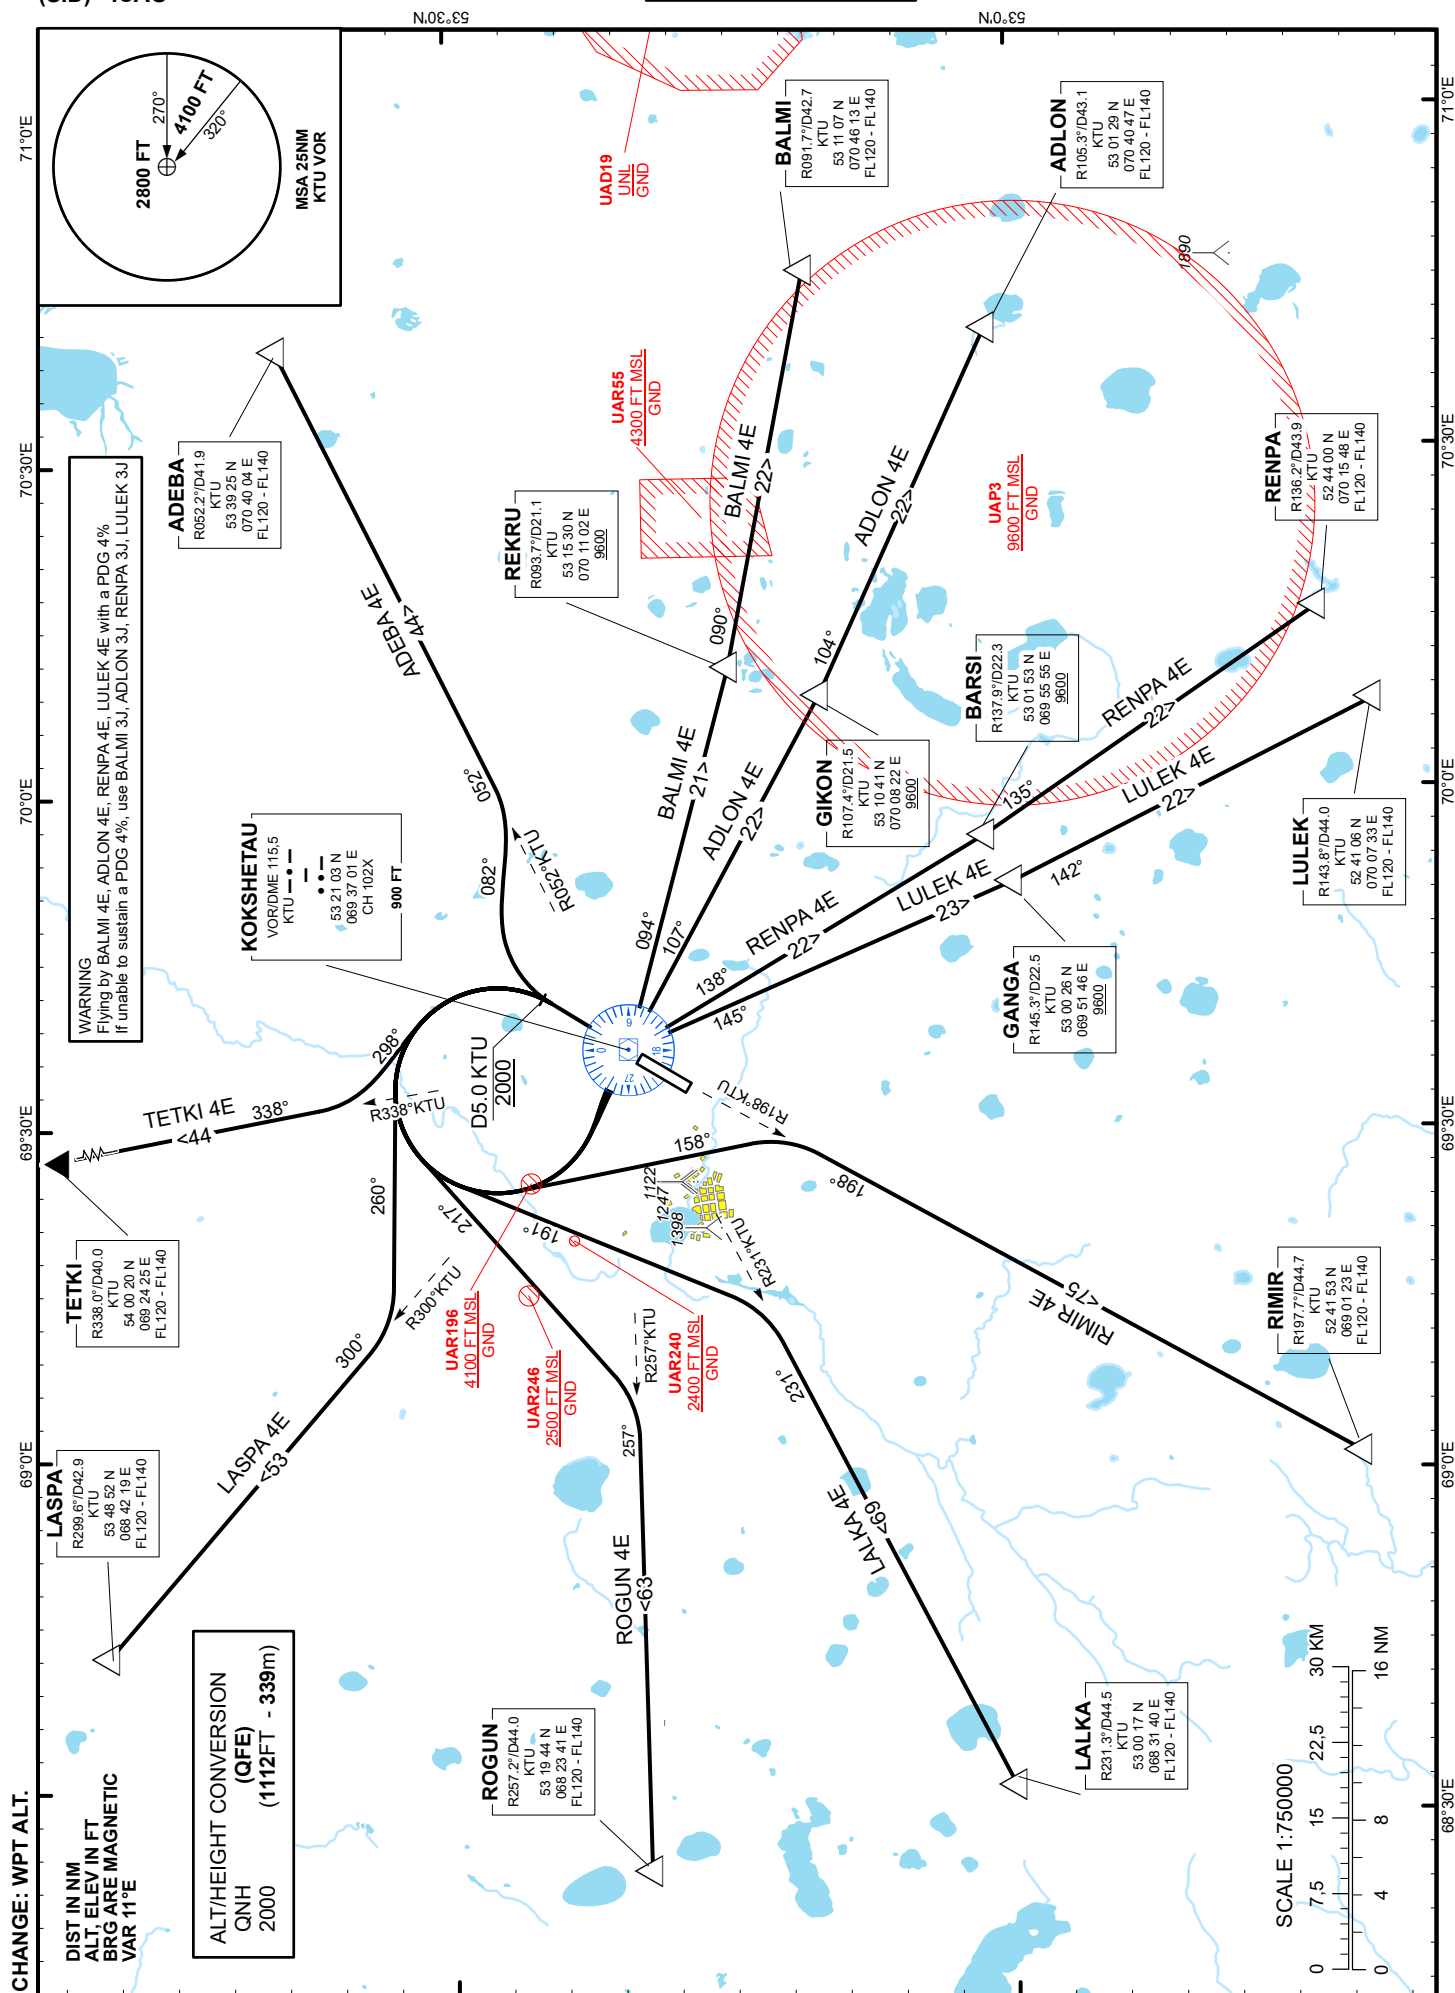 (SID) - ICAO
CHANGE: WPT ALT.
DIST IN NM
ALT, ELEV IN FT
BRG ARE MAGNETIC
VAR 11°E
ALT/HEIGHT CONVERSION
QNH (QFE)
2000 (1112FT - 339m)
WARNING
Flying by BALMI 4E, ADLON 4E, RENPA 4E, LULEK 4E with a PDG 4%
If unable to sustain a PDG 4%, use BALMI 3J, ADLON 3J, RENPA 3J, LULEK 3J
2800 FT
4100 FT
270°
320°
MSA 25NM
KTU VOR
68°30'E
69°0'E
69°0'E
69°30'E
69°30'E
70°0'E
70°0'E
70°30'E
70°30'E
71°0'E
71°0'E
53°30'N
53°0'N
LASPA
R299.6°/D42.9
KTU
53 48 52 N
068 42 19 E
FL120 - FL140
TETKI
R338.0°/D40.0
KTU
54 00 20 N
069 24 25 E
FL120 - FL140
KOKSHETAU
VOR/DME 115,5
KTU
53 21 03 N
069 37 01 E
CH 102X
900 FT
ADEBA
R052.2°/D41.9
KTU
53 39 25 N
070 40 04 E
FL120 - FL140
REKRU
R093.7°/D21.1
KTU
53 15 30 N
070 11 02 E
9600
BALMI
R091.7°/D42.7
KTU
53 11 07 N
070 46 13 E
FL120 - FL140
ADLON
R105.3°/D43.1
KTU
53 01 29 N
070 40 47 E
FL120 - FL140
GIKON
R107.4°/D21.5
KTU
53 10 41 N
070 08 22 E
9600
BARSI
R137.9°/D22.3
KTU
53 01 53 N
069 55 55 E
9600
RENPA
R136.2°/D43.9
KTU
52 44 00 N
070 15 48 E
FL120 - FL140
GANGA
R145.3°/D22.5
KTU
53 00 26 N
069 51 46 E
9600
LULEK
R143.8°/D44.0
KTU
52 41 06 N
070 07 33 E
FL120 - FL140
RIMIR
R197.7°/D44.7
KTU
52 41 53 N
069 01 23 E
FL120 - FL140
LALKA
R231.3°/D44.5
KTU
53 00 17 N
068 31 40 E
FL120 - FL140
ROGUN
R257.2°/D44.0
KTU
53 19 44 N
068 23 41 E
FL120 - FL140
UAD19
UNL
GND
UAR55
4300 FT MSL
GND
UAP3
9600 FT MSL
GND
UAR196
4100 FT MSL
GND
UAR246
2500 FT MSL
GND
UAR240
2400 FT MSL
GND
LASPA 4E
<53
300°
260°
R300°KTU
TETKI 4E
<44
338°
298°
R338°KTU
ADEBA 4E
44>
052°
082°
R052°KTU
D5.0 KTU
2000
0
9
18
27
BALMI 4E
21>
094°
090°
BALMI 4E
22>
ADLON 4E
22>
107°
104°
ADLON 4E
22>
RENPA 4E
22>
138°
135°
RENPA 4E
22>
LULEK 4E
23>
145°
142°
LULEK 4E
22>
R198°KTU
158°
198°
RIMIR 4E
<75
R231°KTU
191°
231°
LALKA 4E
<69
217°
257°
R257°KTU
ROGUN 4E
<63
1122
1247
1398
1890
SCALE 1:750000
0 7,5 15 22,5 30 KM
0 4 8 16 NM